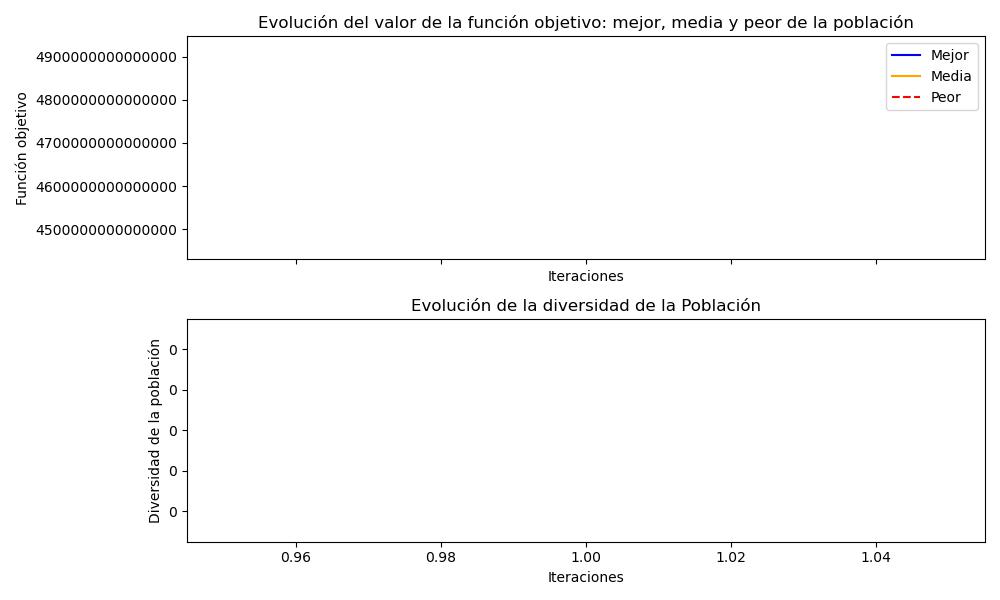 Evolución del valor de la función objetivo: mejor, media y peor de la población
4900000000000000
4800000000000000
4700000000000000
4600000000000000
4500000000000000
Función objetivo
Mejor
Media
Peor
Iteraciones
Evolución de la diversidad de la Población
0
0
0
0
0
Diversidad de la población
0.96
0.98
1.00
1.02
1.04
Iteraciones